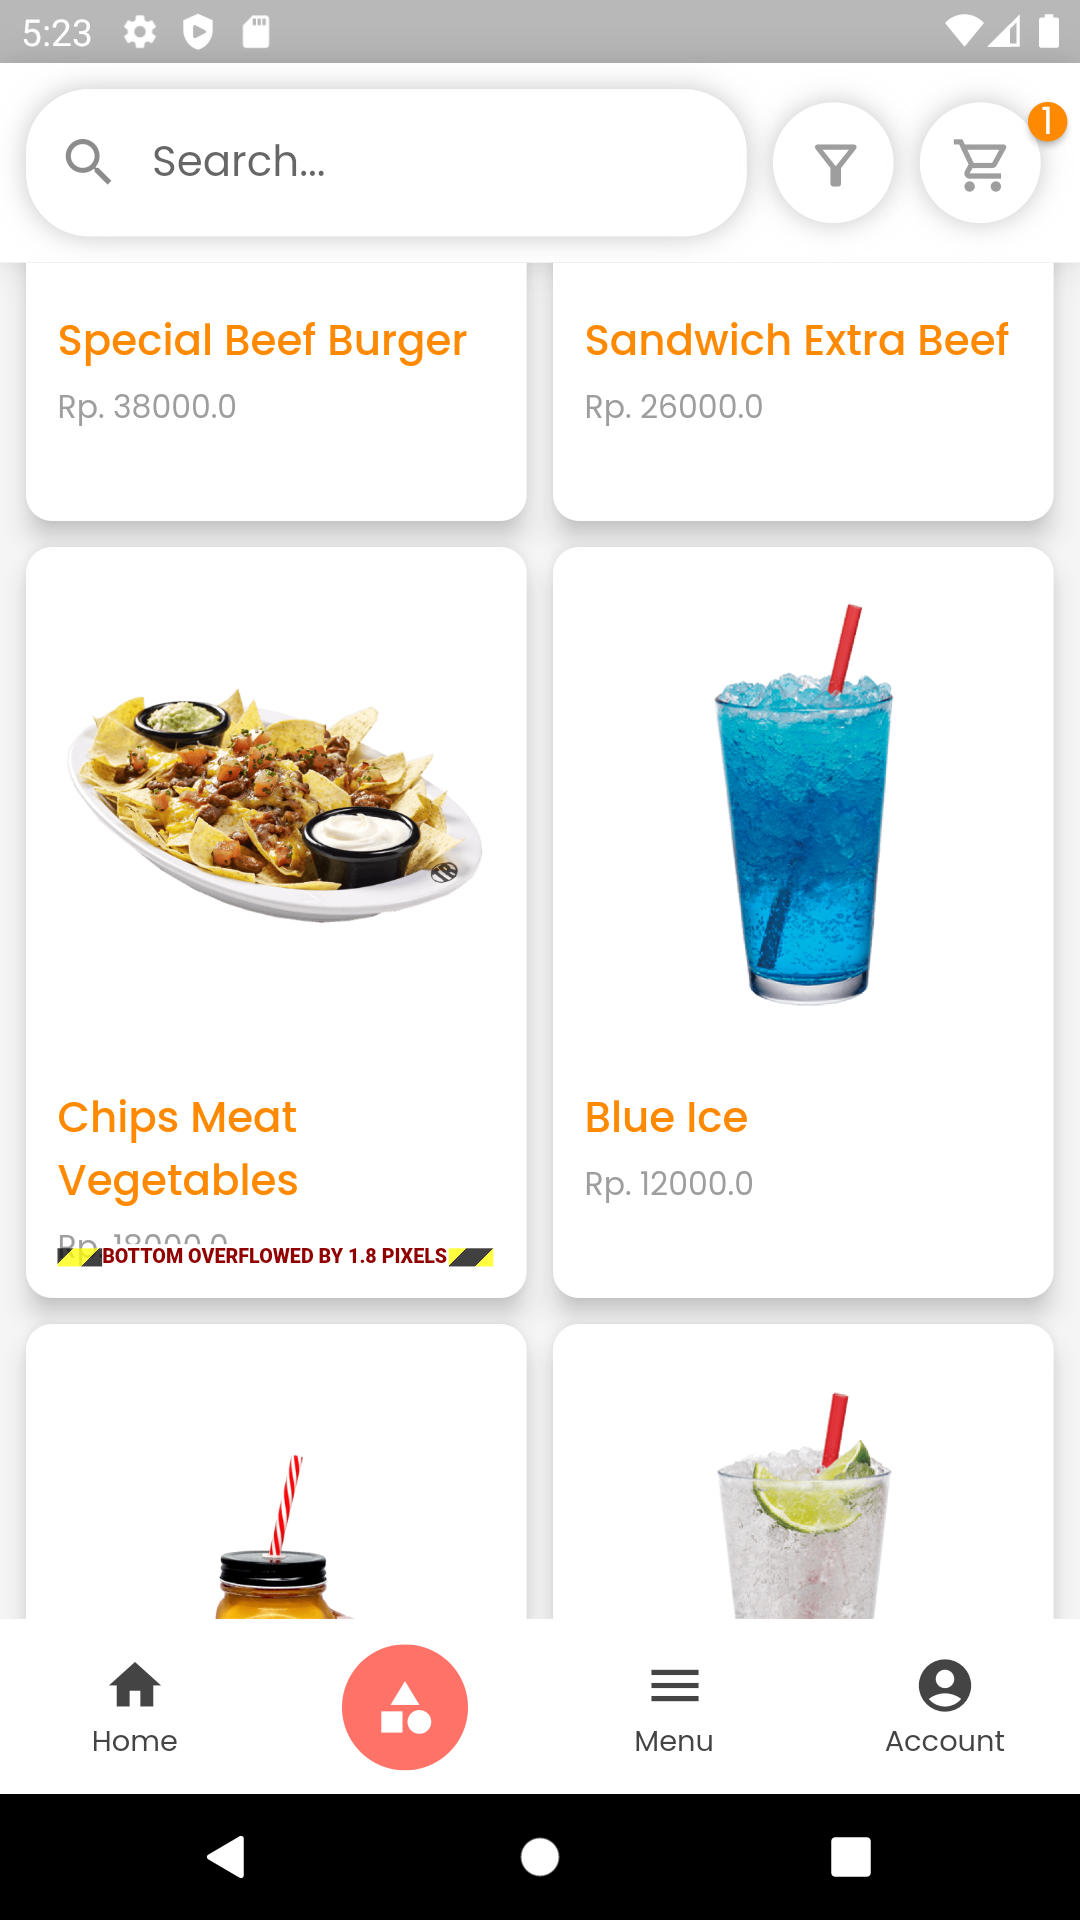 5:23
Search...
1
Special Beef Burger
Sandwich Extra Beef
Rp. 38000.0
Rp. 26000.0
Chips Meat
Vegetables
Rp. 18000.0
BOTTOM OVERFLOWED BY 1.8 PIXELS
Blue Ice
Rp. 12000.0
Home
Menu
Account